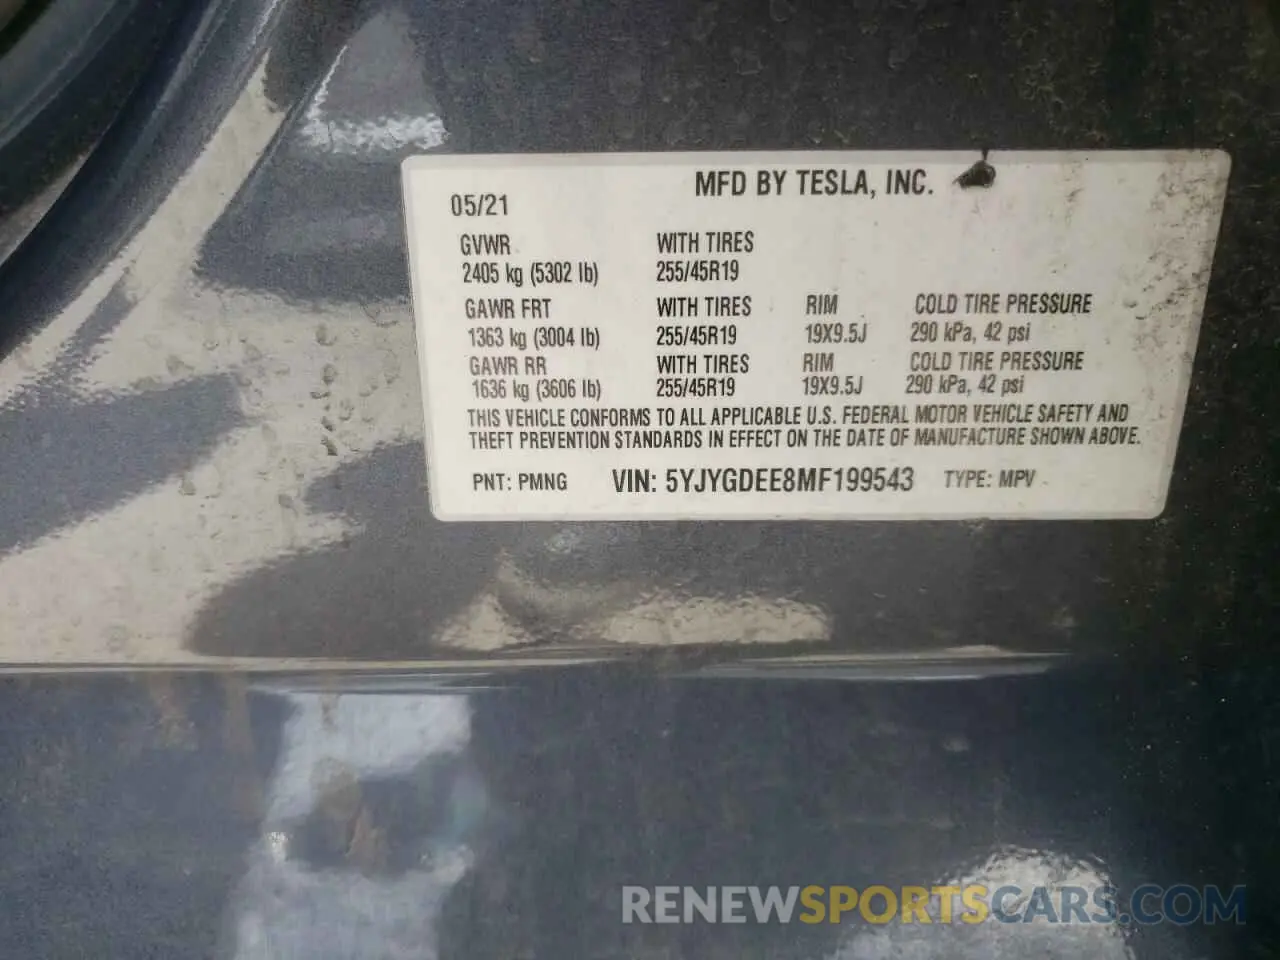 MFD BY TESLA, INC.
05/21
GVWR WITH TIRES
2405 kg (5302 lb) 255/45R19
GAWR FRT WITH TIRES RIM COLD TIRE PRESSURE
1363 kg (3004 lb) 255/45R19 19X9.5J 290 kPa, 42 psi
GAWR RR WITH TIRES RIM COLD TIRE PRESSURE
1636 kg (3606 lb) 255/45R19 19X9.5J 290 kPa, 42 psi
THIS VEHICLE CONFORMS TO ALL APPLICABLE U.S. FEDERAL MOTOR VEHICLE SAFETY AND
THEFT PREVENTION STANDARDS IN EFFECT ON THE DATE OF MANUFACTURE SHOWN ABOVE.
PNT: PMNG VIN: 5YJYGDEE8MF199543 TYPE: MPV
RENEWSPORTSCARS.COM